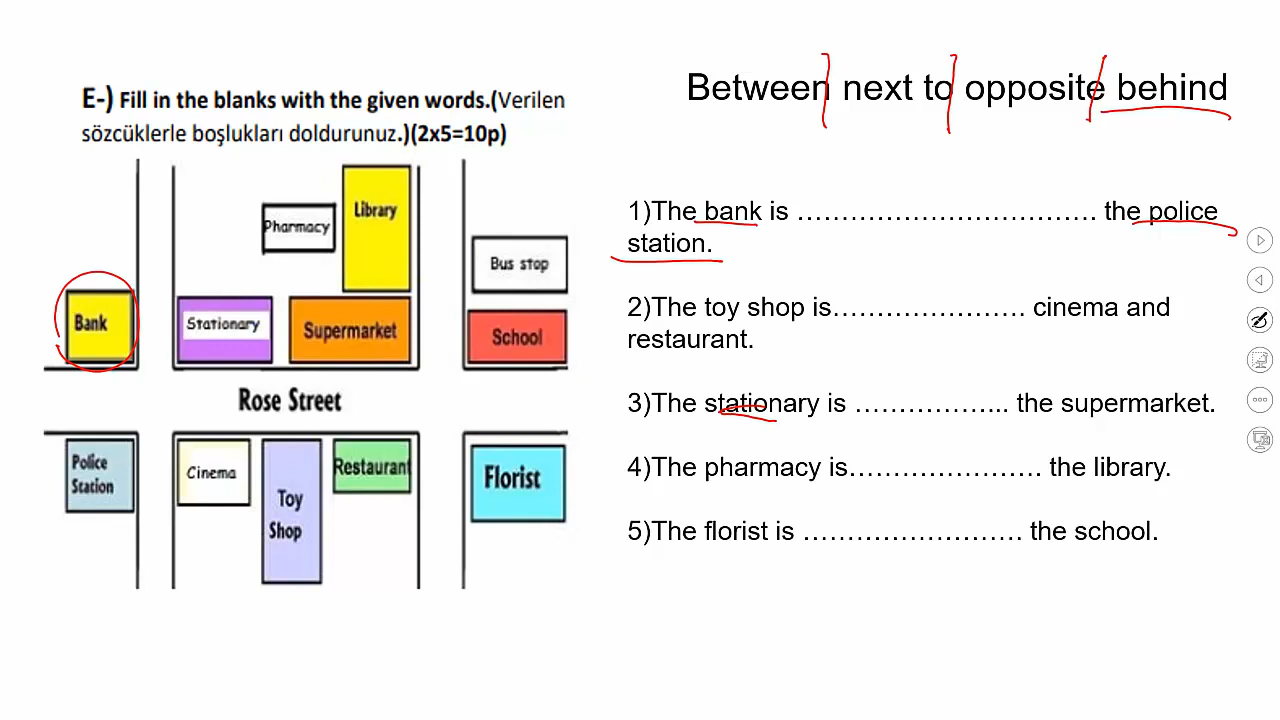 Between next to opposite behind
E-) Fill in the blanks with the given words.(Verilen
sözcüklerle boşlukları doldurunuz.)(2x5=10p)
Library
Pharmacy
Bus stop
Bank
Stationary
Supermarket
School
Rose Street
Police
Station
Cinema
Toy
Shop
Restaurant
Florist
1)The bank is ………………………………. the police
station.
2)The toy shop is……………………. cinema and
restaurant.
3)The stationary is ……………….. the supermarket.
4)The pharmacy is…………………. the library.
5)The florist is ……………………. the school.